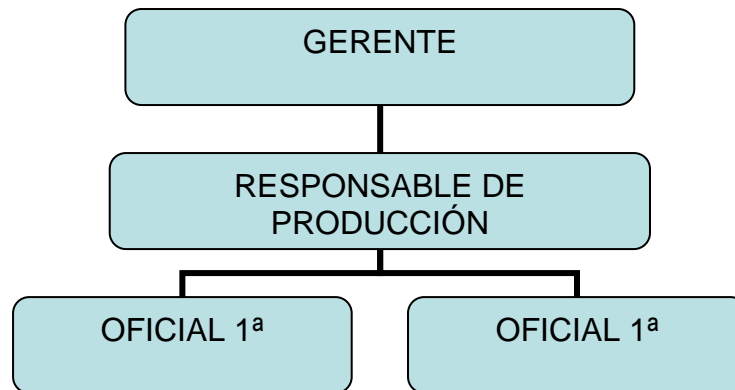 GERENTE
RESPONSABLE DE
PRODUCCIÓN
OFICIAL 1ª
OFICIAL 1ª